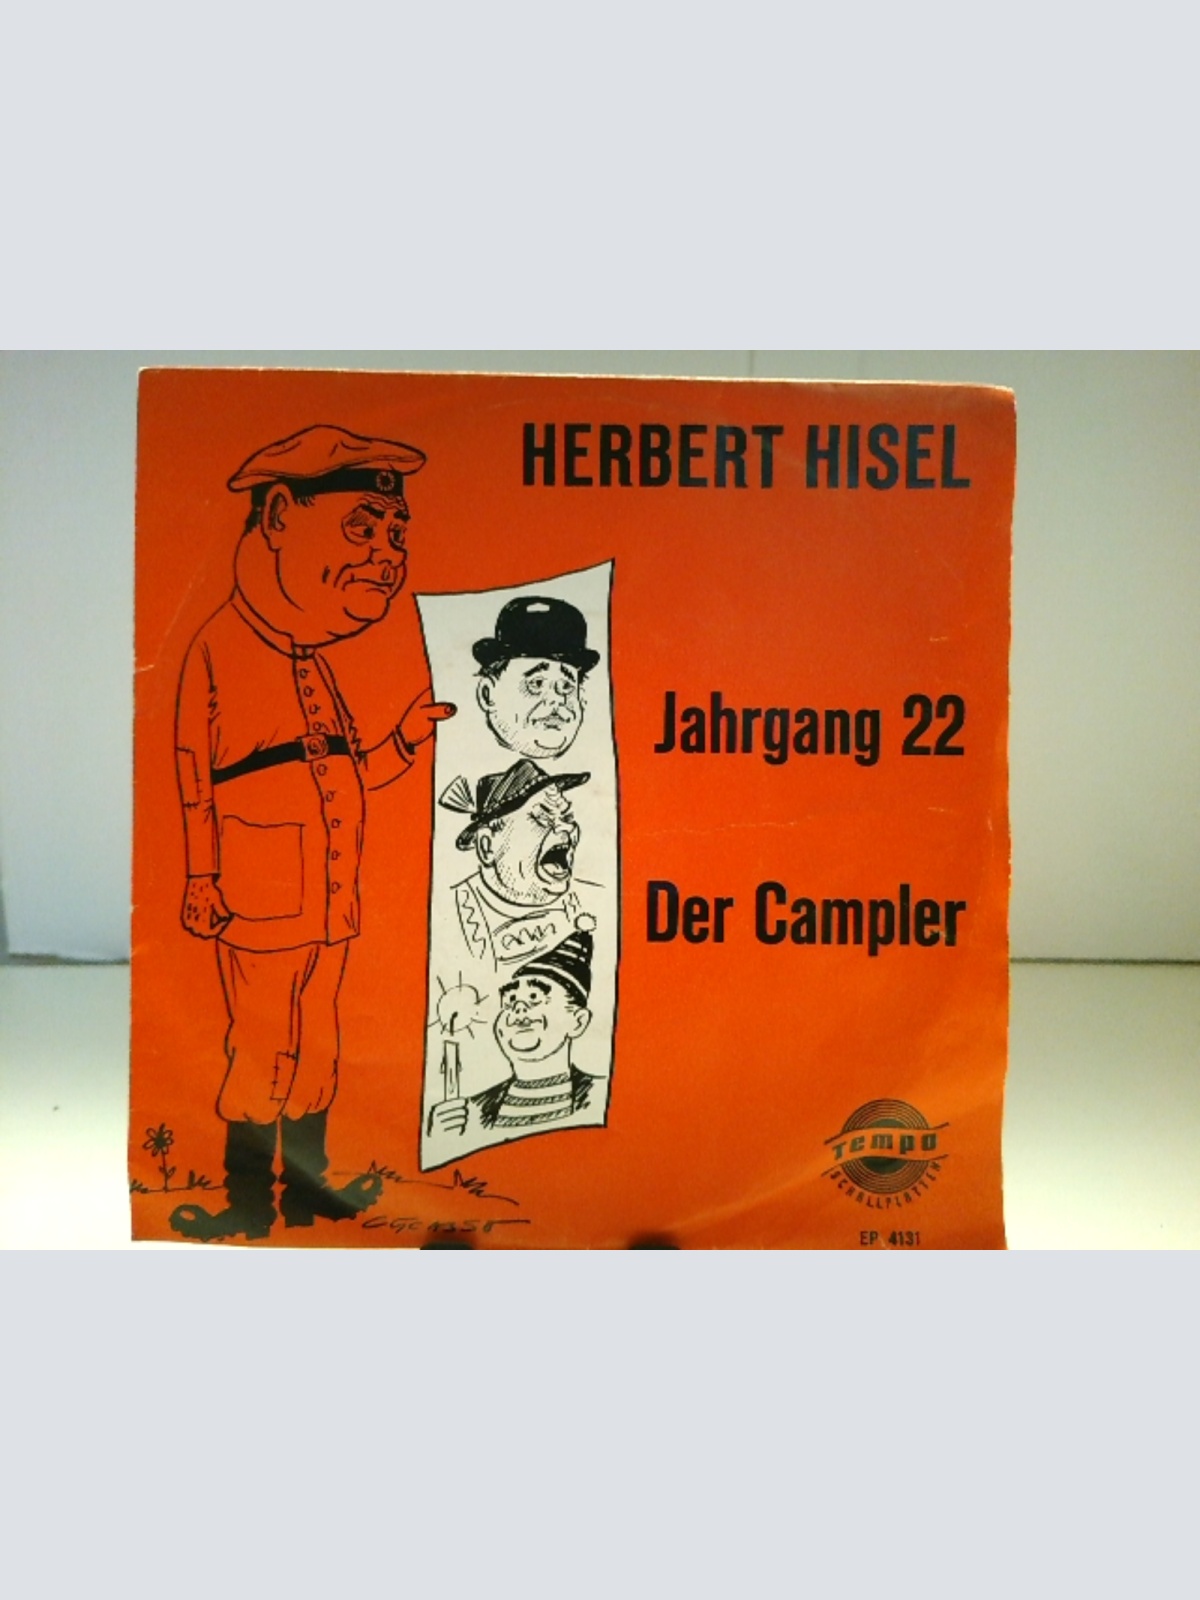 HERBERT HISEL
Jahrgang 22
Der Campler
TEMPO
SCHALLPLATTEN
EP 4131